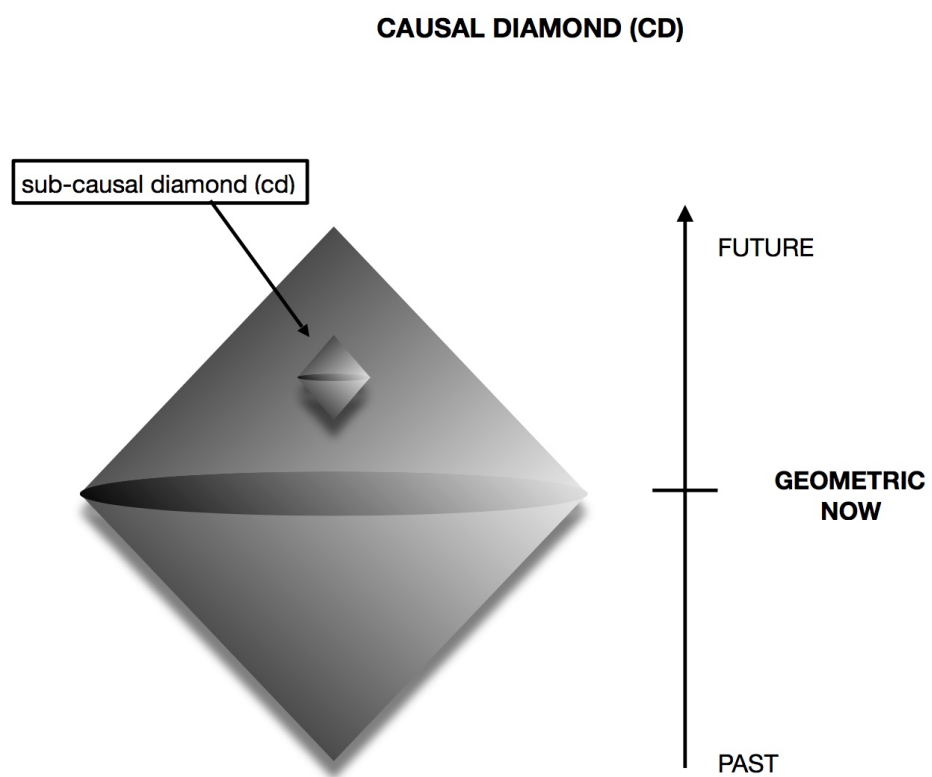 CAUSAL DIAMOND (CD)
sub-causal diamond (cd)
FUTURE
GEOMETRIC
NOW
PAST